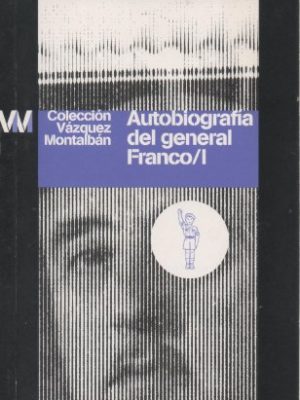 VM
Colección
Vázquez
Montalbán
Autobiografía
del general
Franco/I